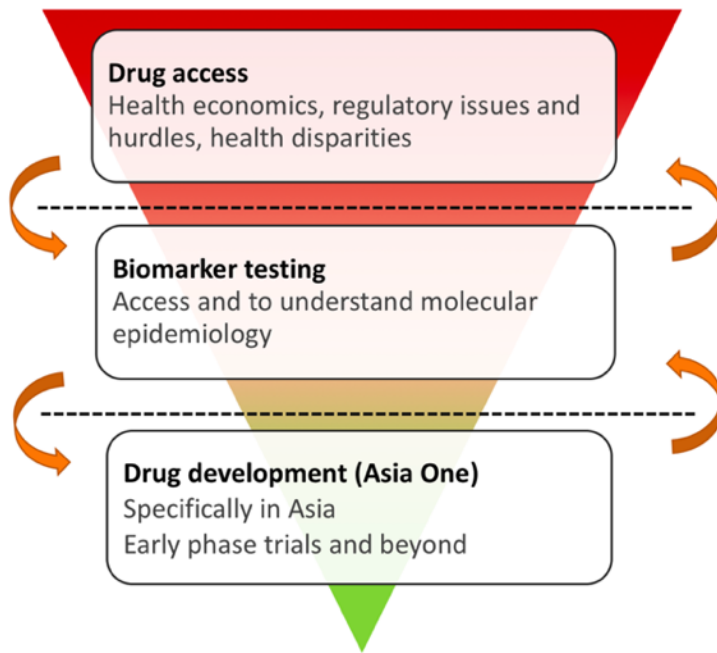 Drug access
Health economics, regulatory issues and
hurdles, health disparities
Biomarker testing
Access and to understand molecular
epidemiology
Drug development (Asia One)
Specifically in Asia
Early phase trials and beyond